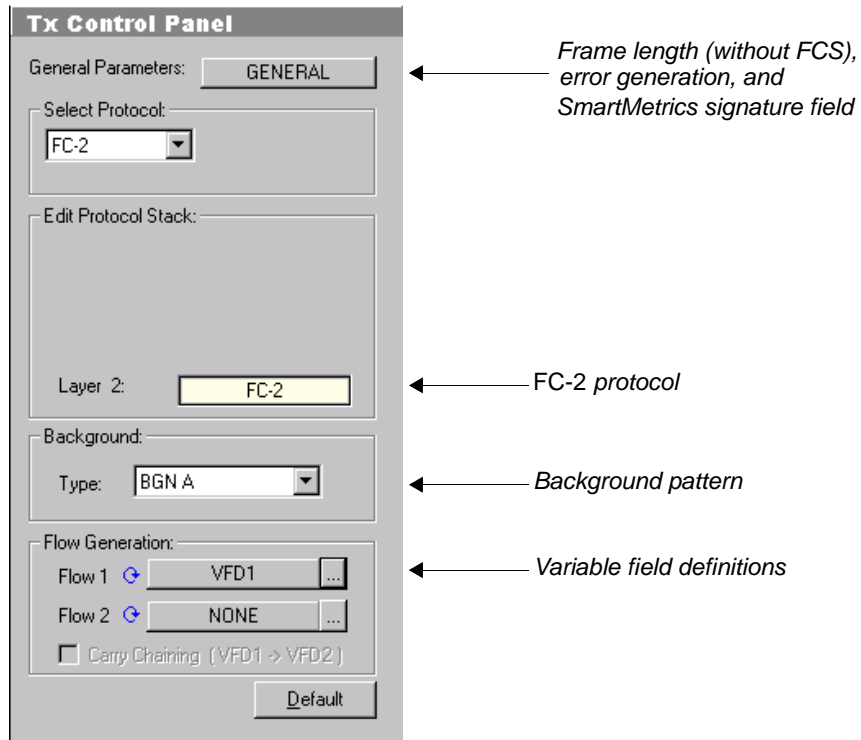 Tx Control Panel
General Parameters: GENERAL
Frame length (without FCS),
error generation, and
SmartMetrics signature field
Select Protocol:
FC-2
Edit Protocol Stack:
Layer 2: FC-2
FC-2 protocol
Background:
Type: BGN A
Background pattern
Flow Generation:
Flow 1 VFD1 ...
Variable field definitions
Flow 2 NONE ...
Carry Chaining (VFD1 -> VFD2)
Default